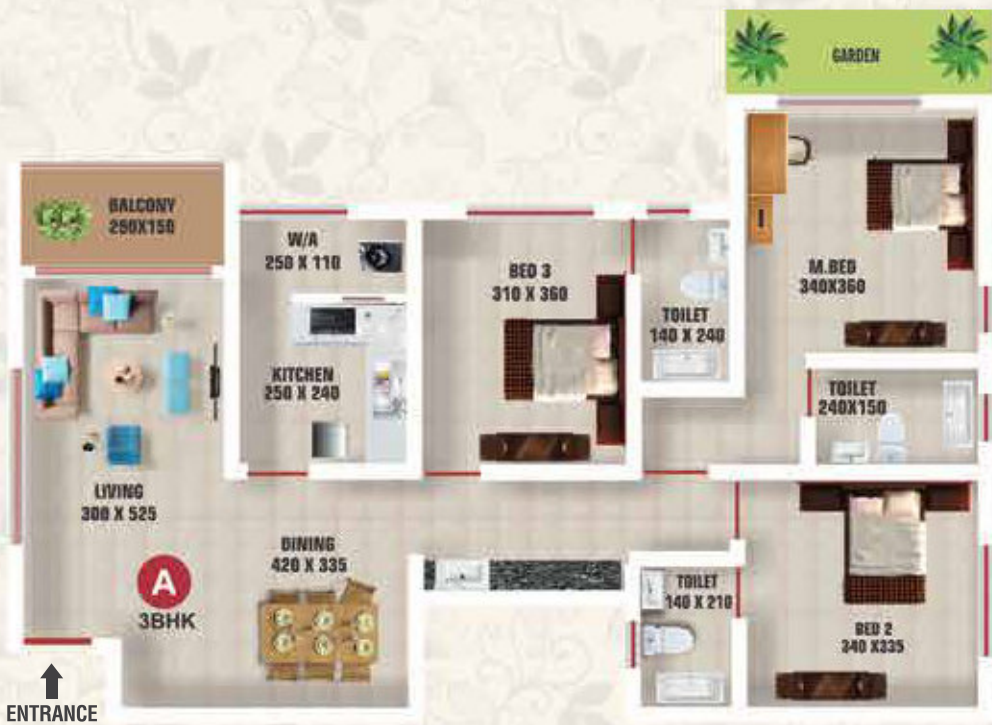 GARDEN
BALCONY
260X150
W/A
250 X 110
BED 3
310 X 360
M.BED
340X360
TOILET
140 X 240
KITCHEN
250 X 240
TOILET
240X150
LIVING
300 X 525
DINING
420 X 335
A
3BHK
TOILET
140 X 210
BED 2
340 X335
ENTRANCE